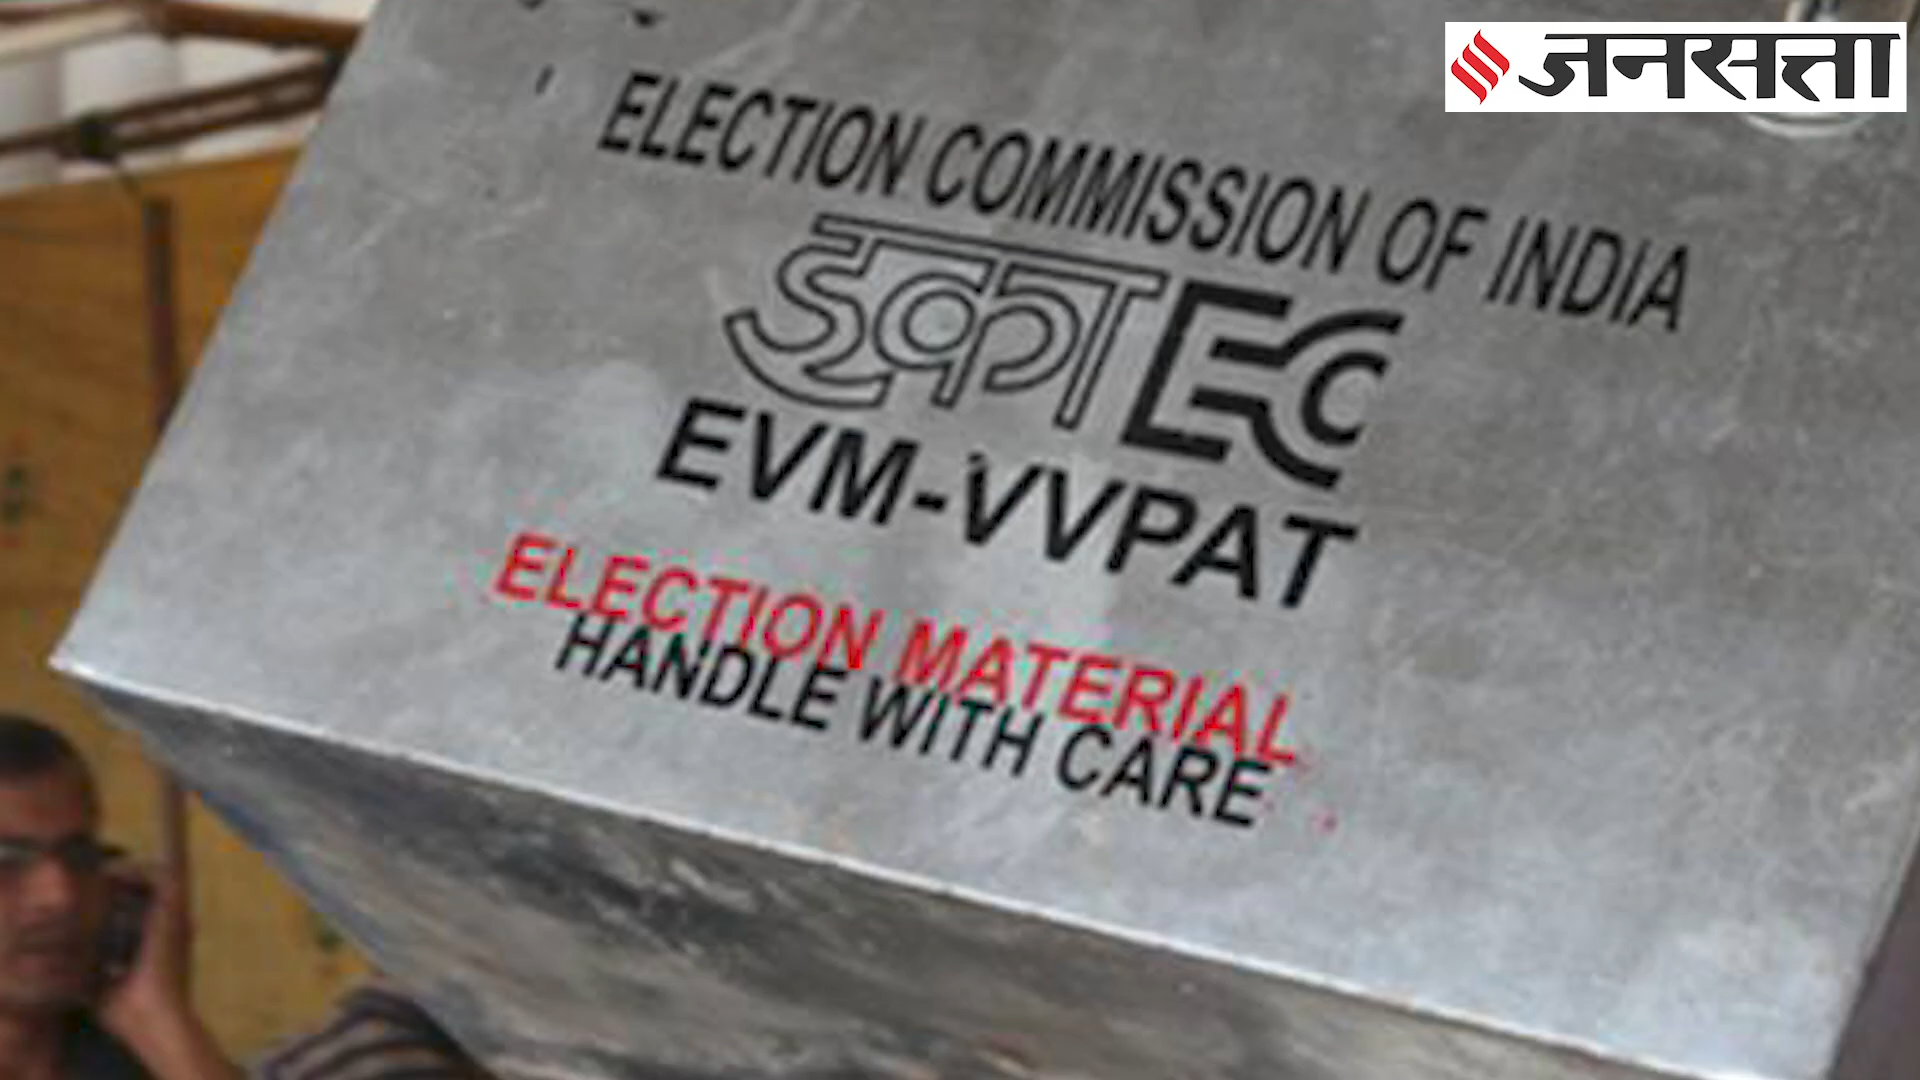 जनसत्ता
ELECTION COMMISSION OF INDIA
इका EC
EVM-VVPAT
ELECTION MATERIAL
HANDLE WITH CARE